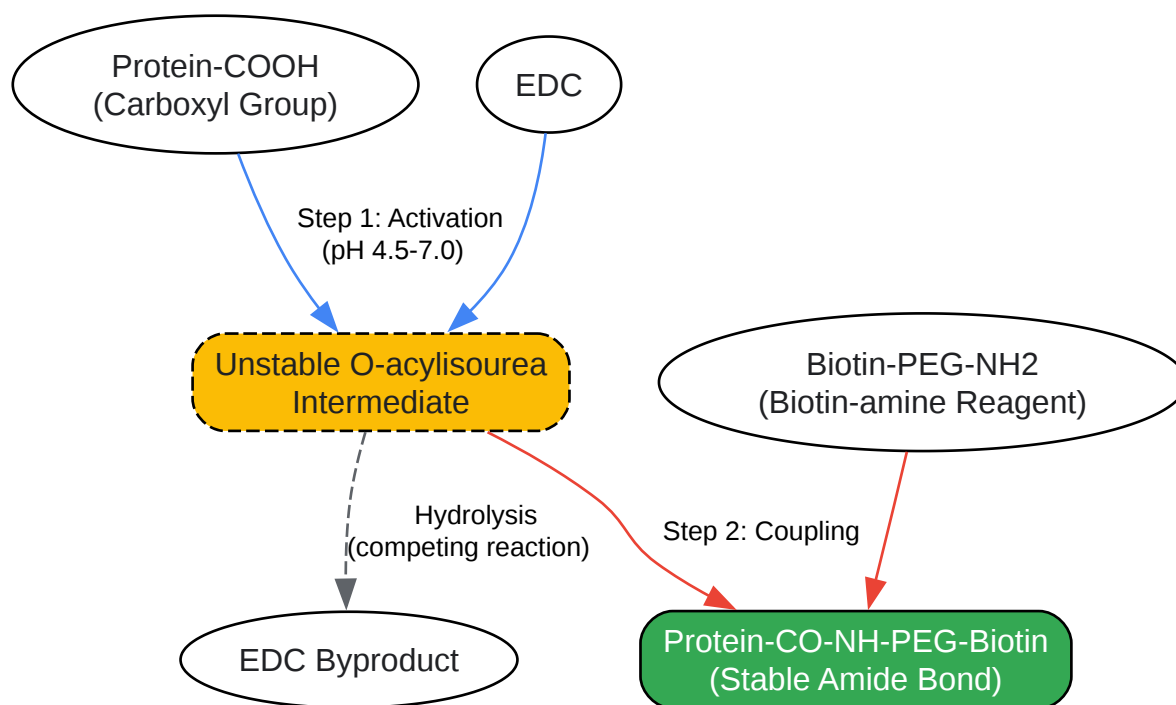 Protein-COOH
(Carboxyl Group)
EDC
Step 1: Activation
(pH 4.5-7.0)
Unstable O-acylisourea
Intermediate
Biotin-PEG-NH2
(Biotin-amine Reagent)
Hydrolysis
(competing reaction)
Step 2: Coupling
EDC Byproduct
Protein-CO-NH-PEG-Biotin
(Stable Amide Bond)